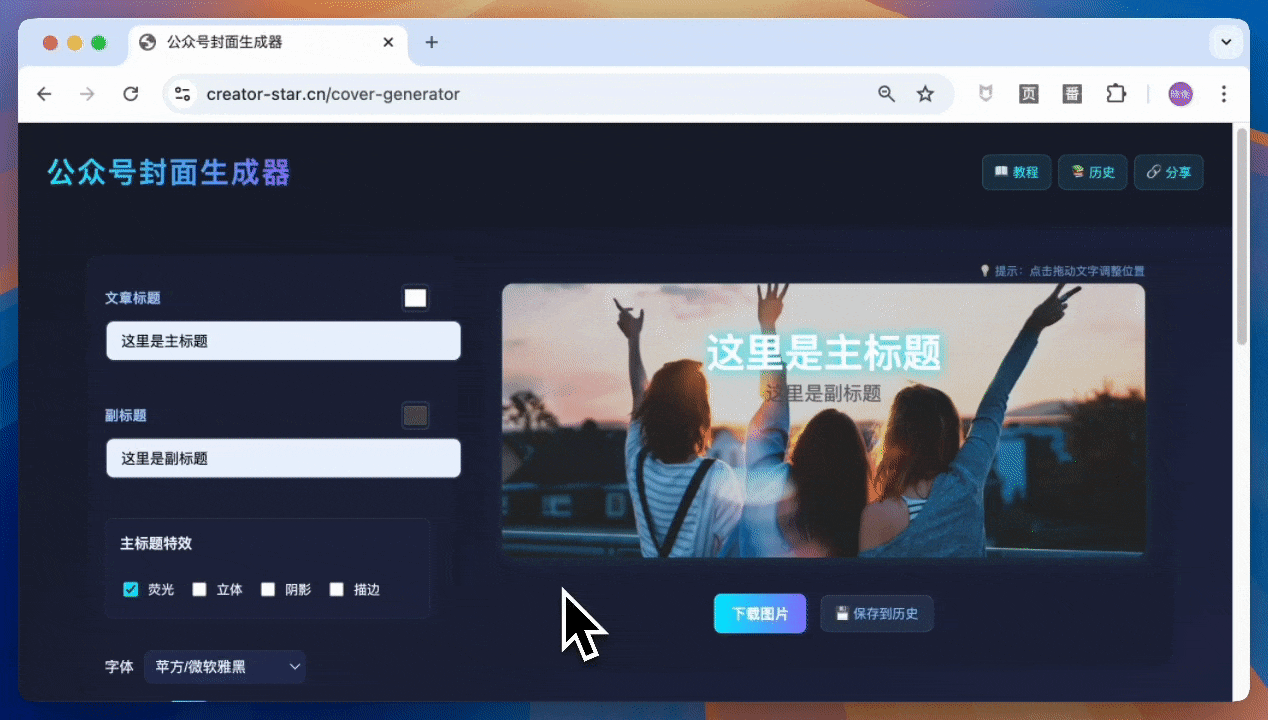 公众号封面生成器
creator-star.cn/cover-generator
页 番
公众号封面生成器
教程 历史 分享
提示：点击拖动文字调整位置
文章标题
这里是主标题
副标题
这里是副标题
主标题特效
荧光 立体 阴影 描边
字体 苹方/微软雅黑
这里是主标题
这里是副标题
下载图片 保存到历史